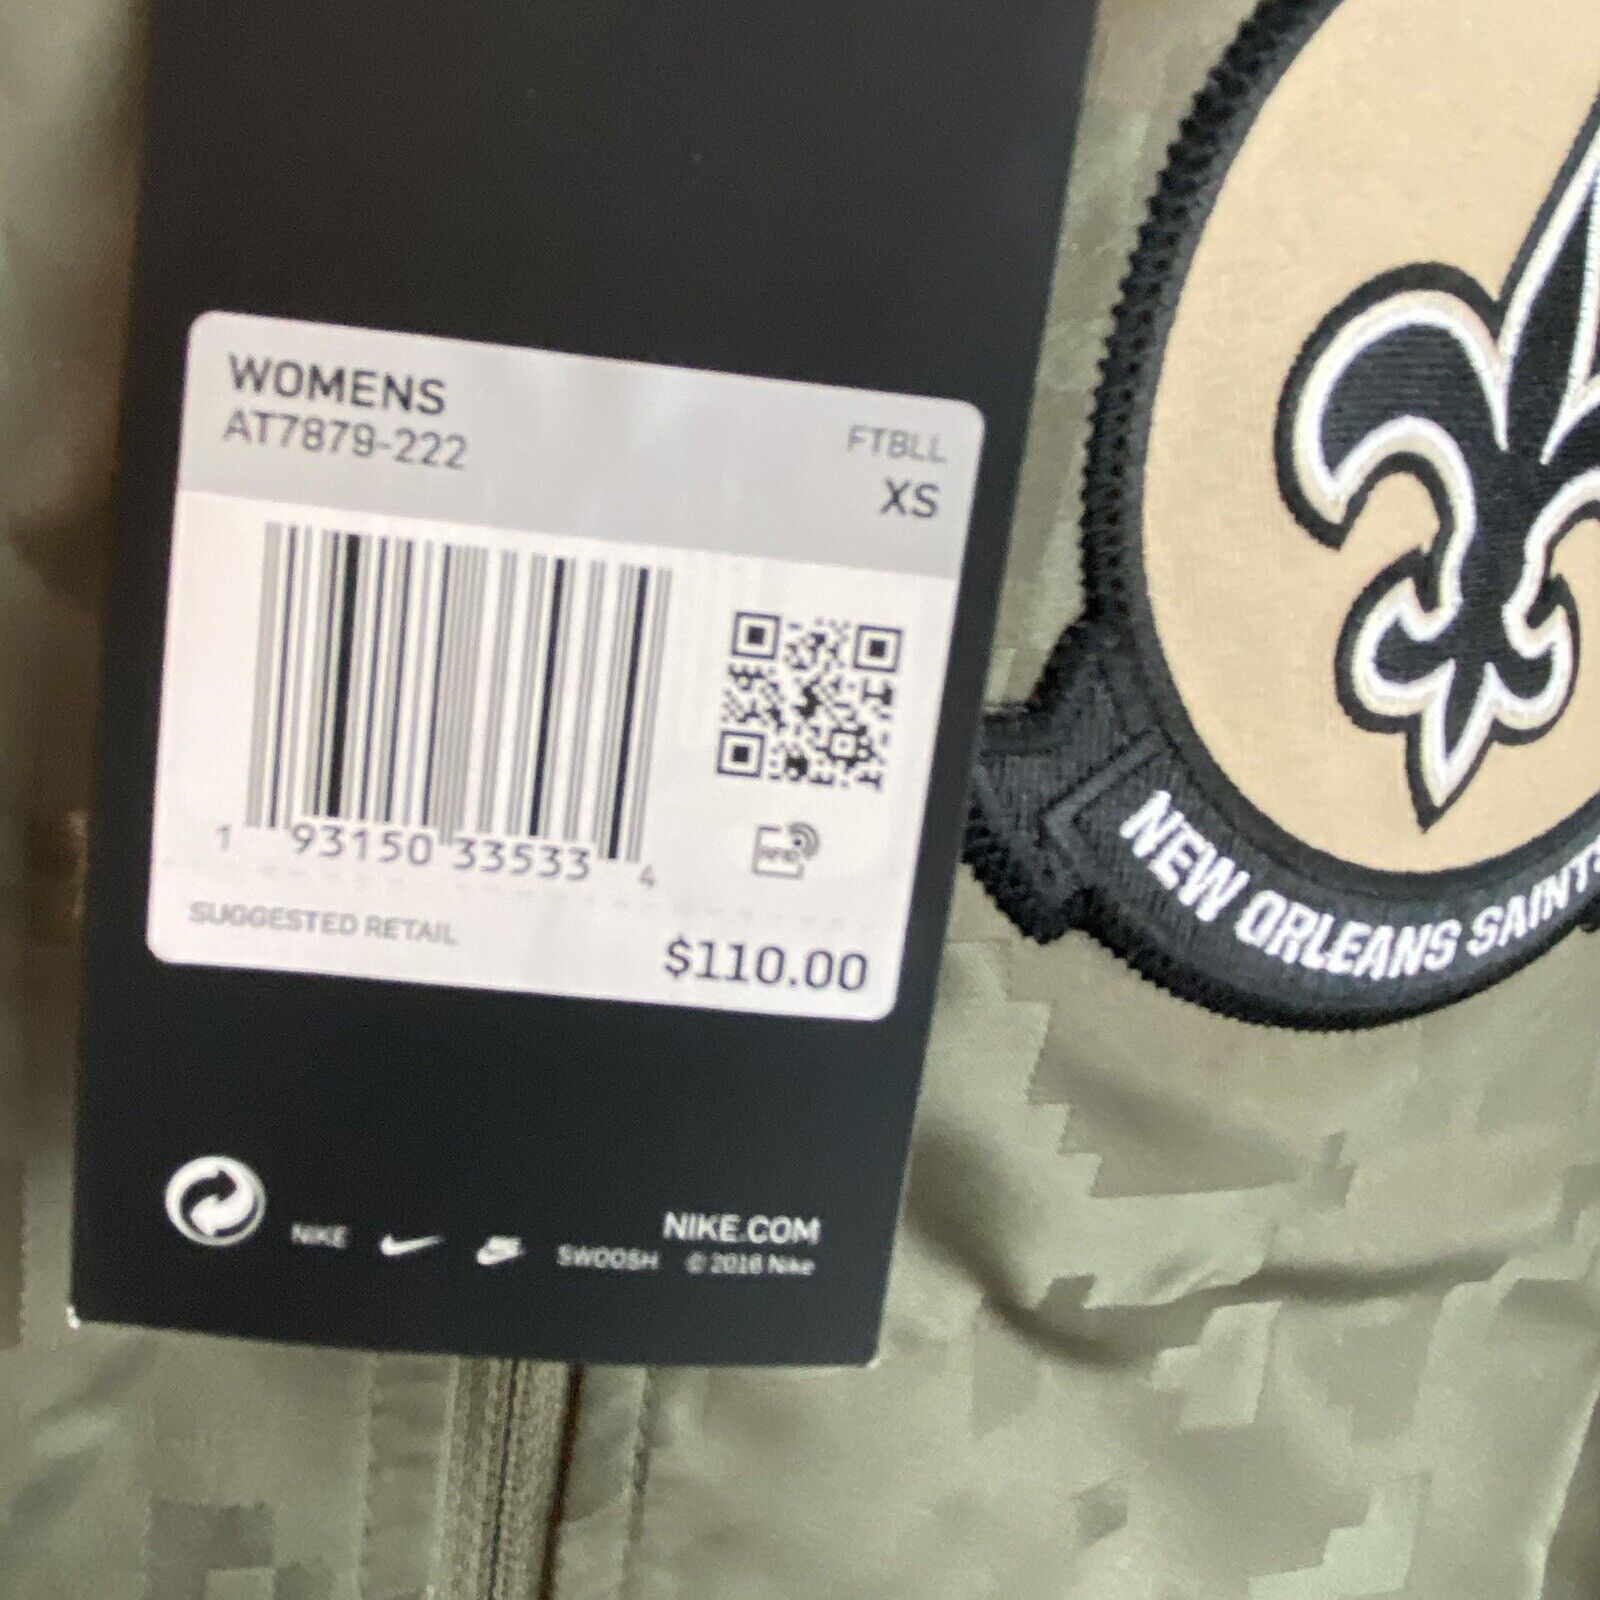 WOMENS
AT7879-222
FTBLL
XS
1 93150 33533 4
SUGGESTED RETAIL
$110.00
NIKE SWOOSH
NIKE.COM
© 2016 Nike
NEW ORLEANS SAINTS